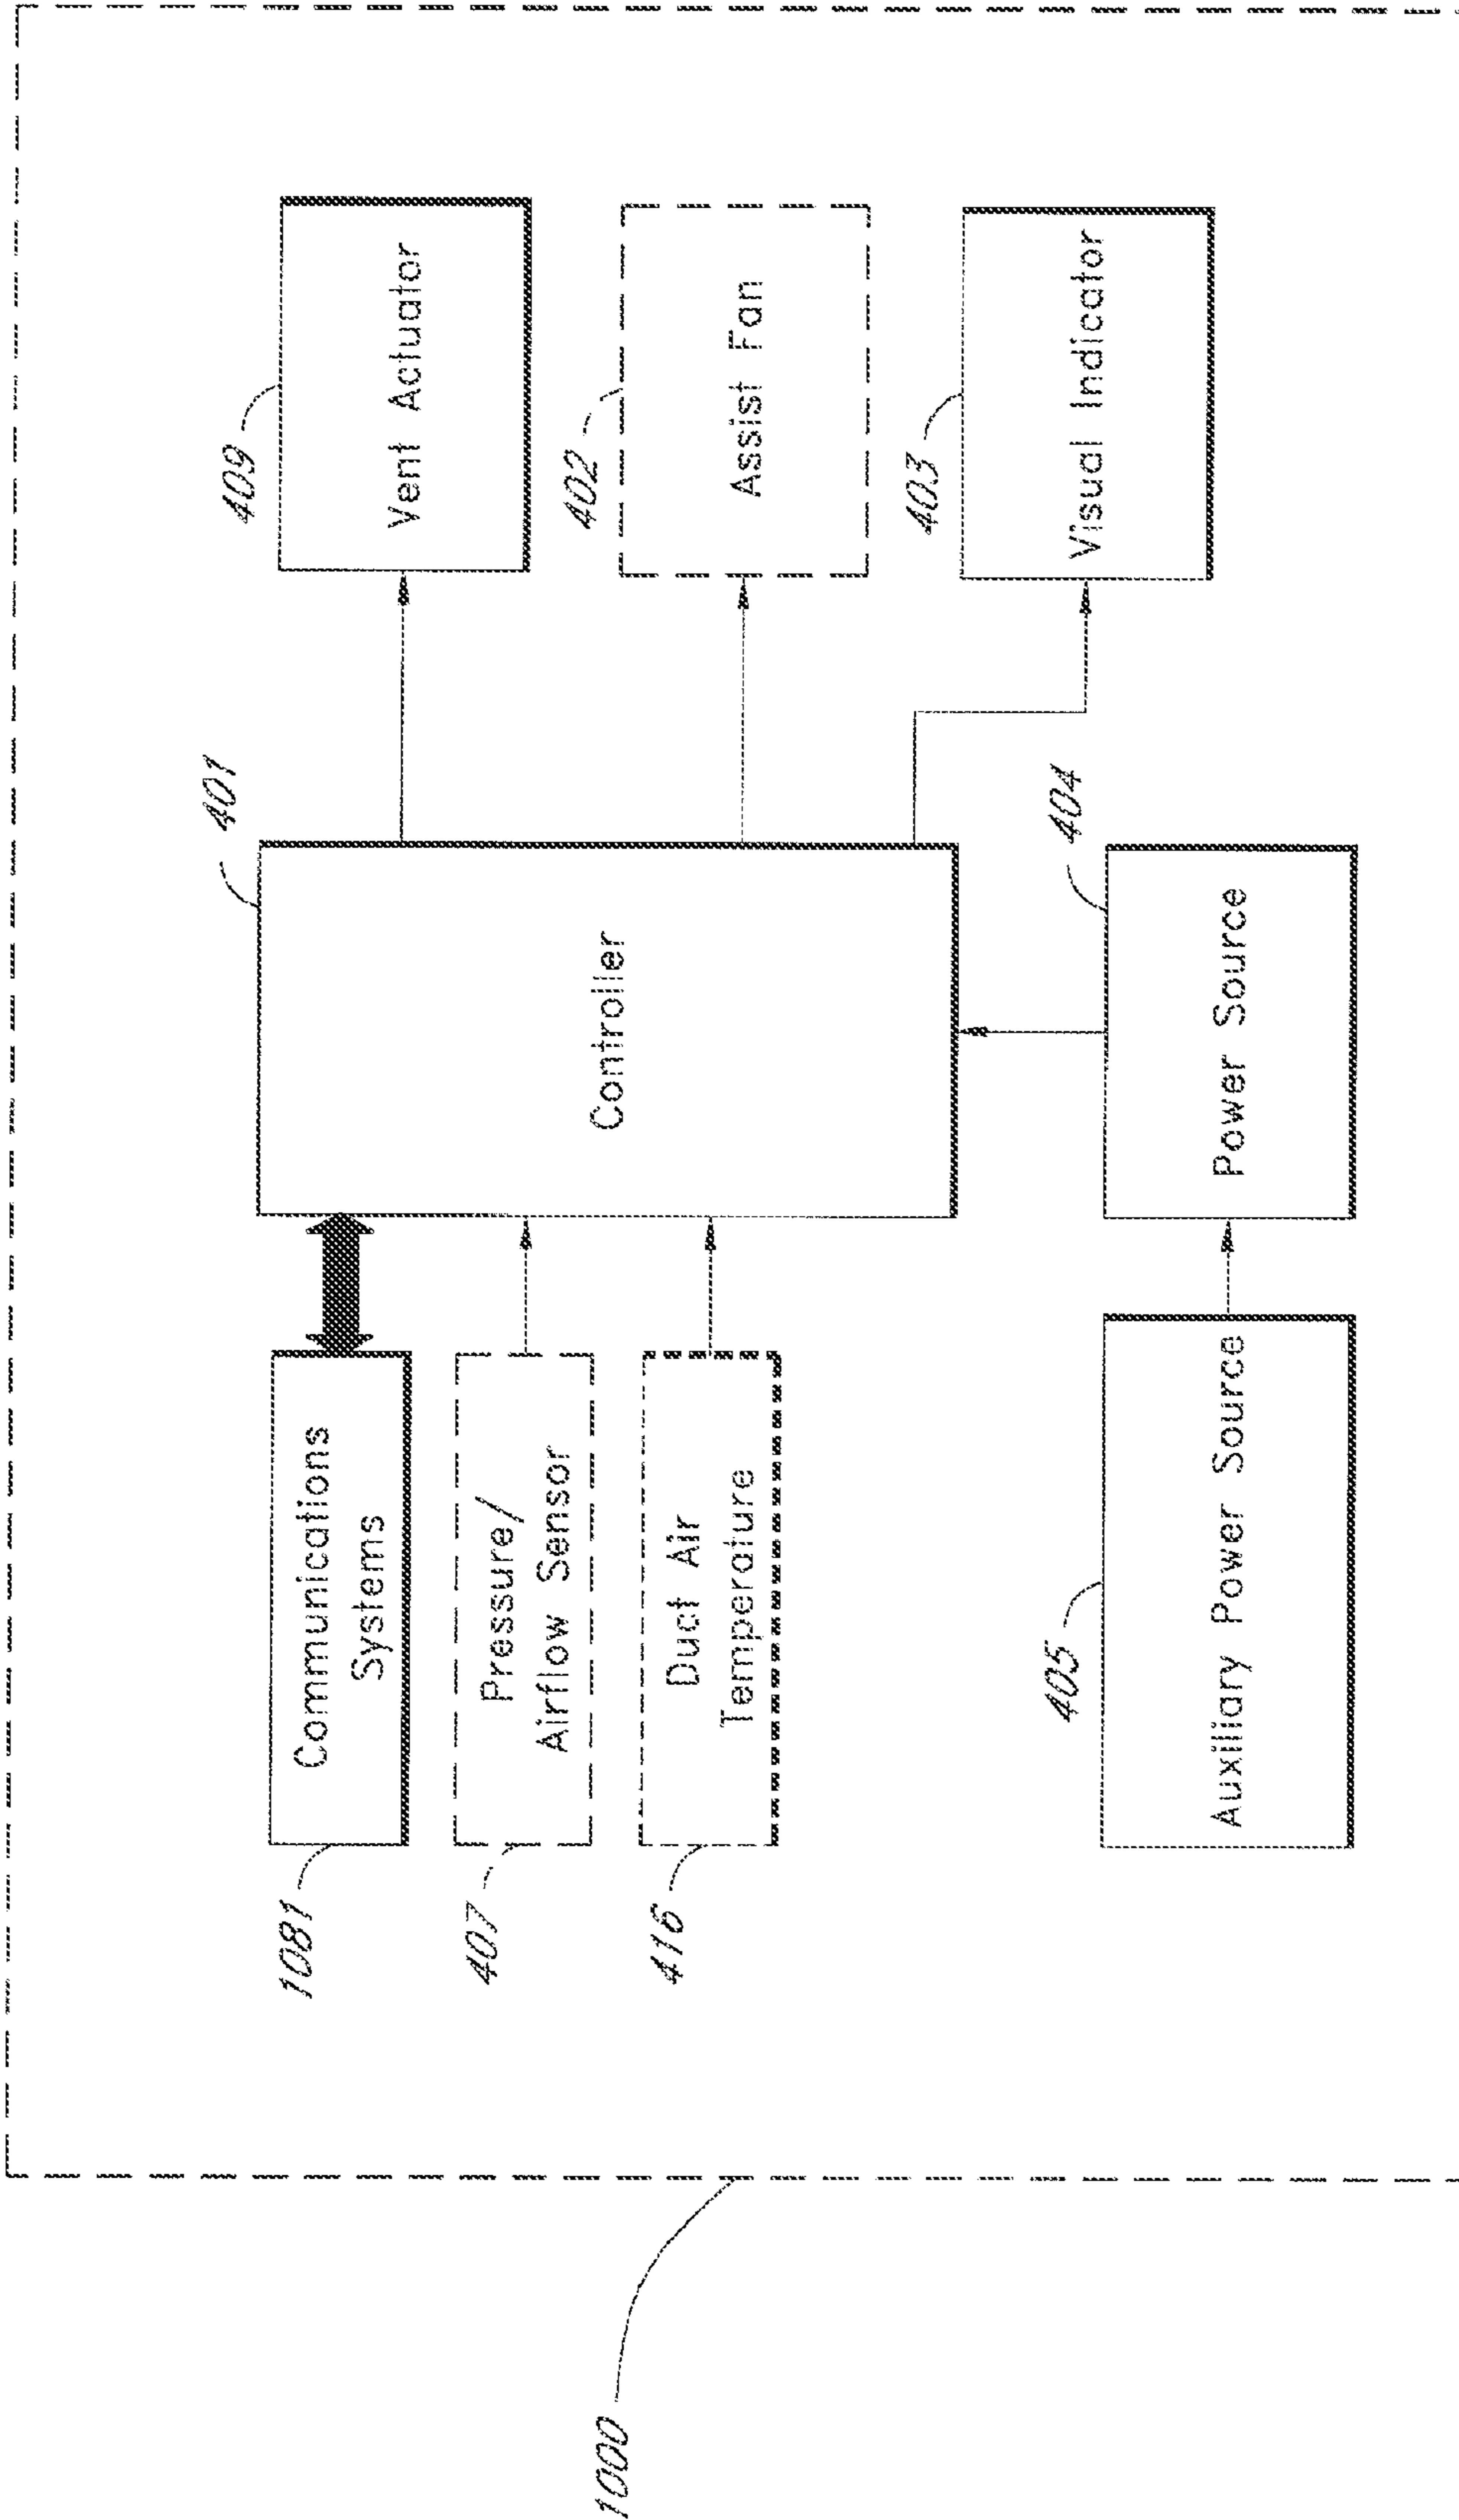 401
409
1081
Communications
Systems
Vent Actuator
407
Pressure/
Airflow Sensor
Controller
402
Assist Fan
416
Duct Air
Temperature
403
Visual Indicator
1000
405
Auxiliary Power Source
404
Power Source